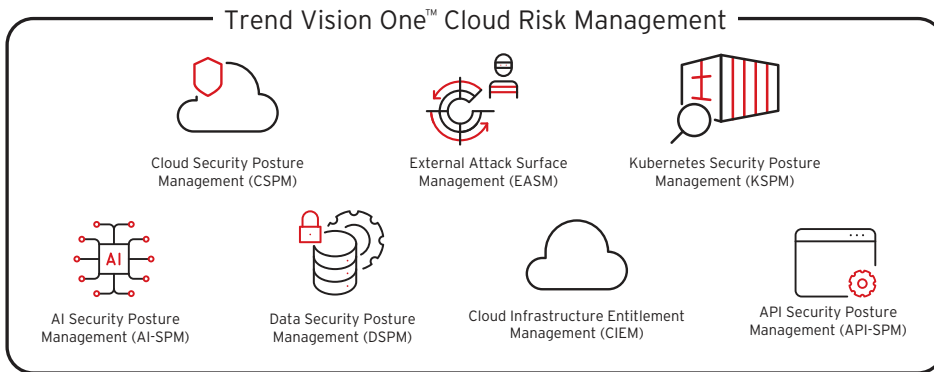 Trend Vision One™ Cloud Risk Management
Cloud Security Posture
Management (CSPM)
External Attack Surface
Management (EASM)
Kubernetes Security Posture
Management (KSPM)
AI
AI Security Posture
Management (AI-SPM)
Data Security Posture
Management (DSPM)
Cloud Infrastructure Entitlement
Management (CIEM)
API Security Posture
Management (API-SPM)